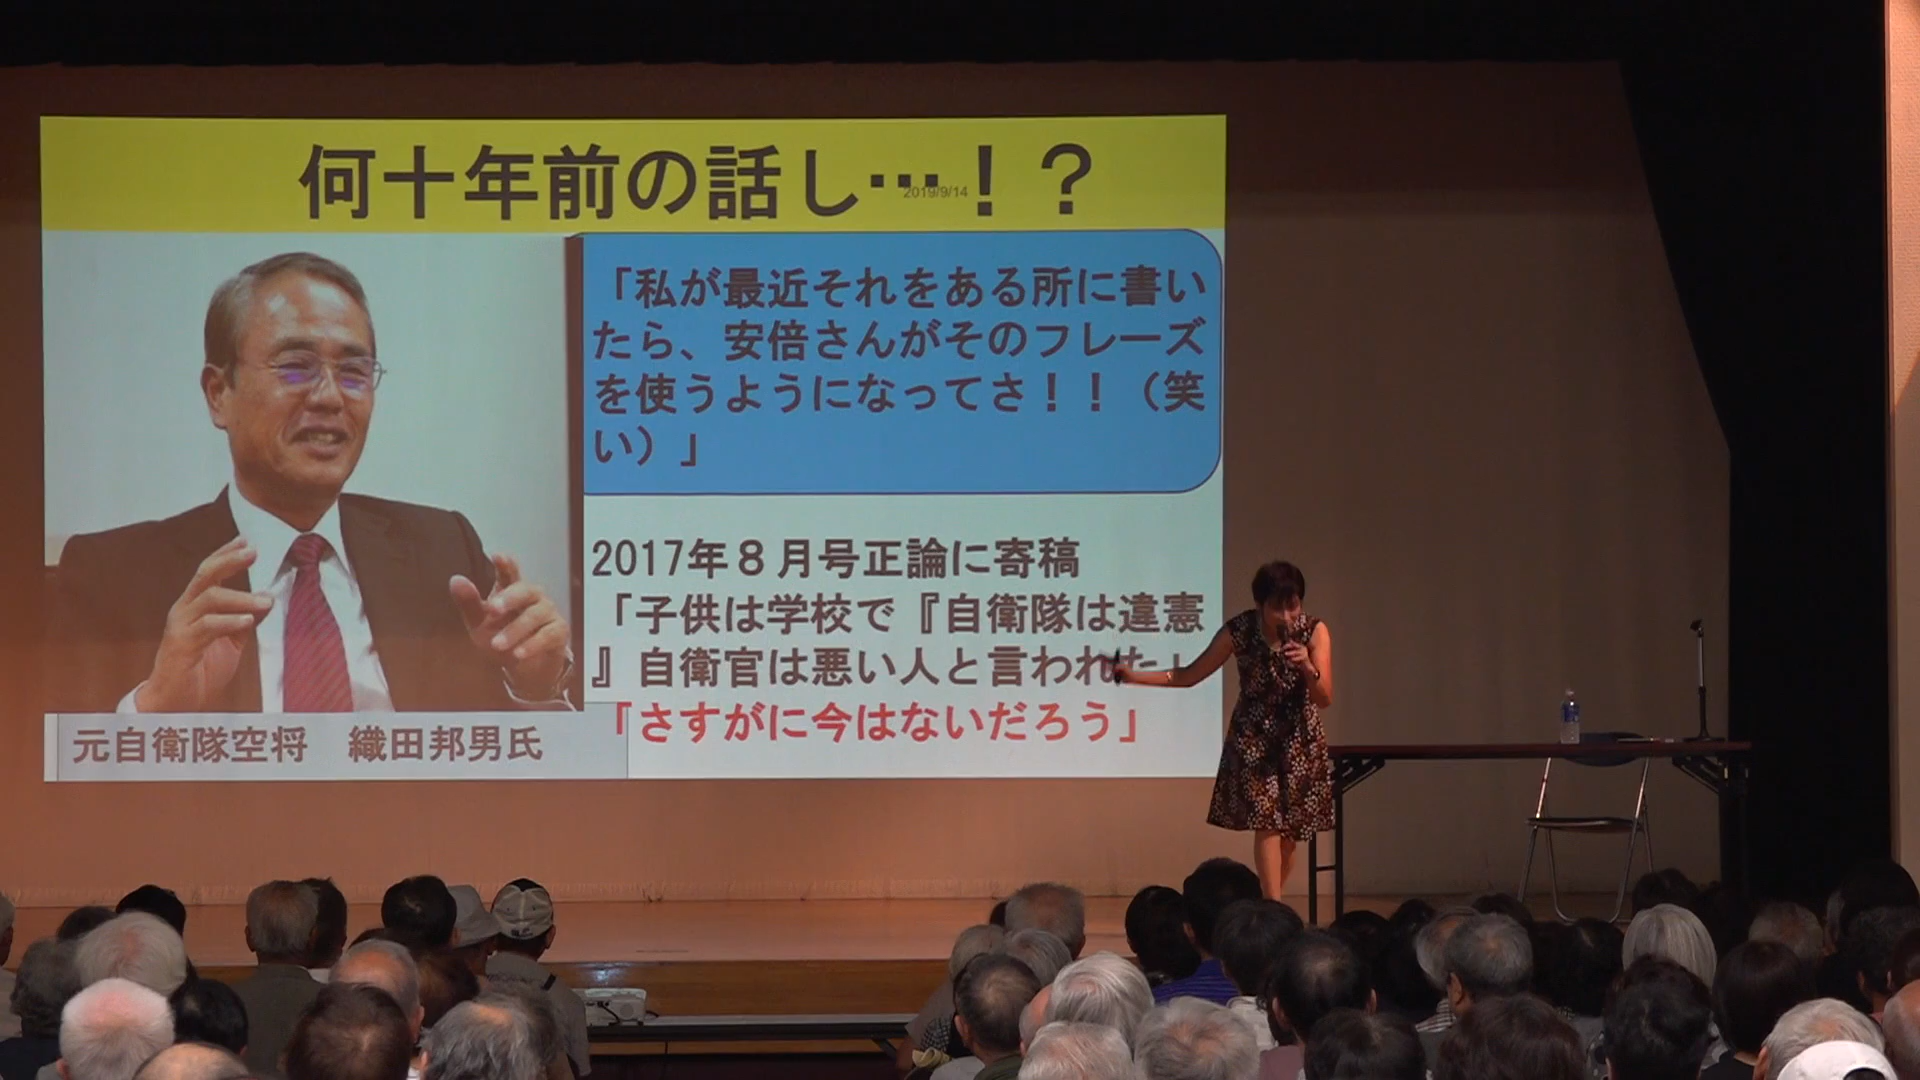 何十年前の話し…！？
2019/9/14
「私が最近それをある所に書い
たら、安倍さんがそのフレーズ
を使うようになってさ！！（笑
い）」
2017年８月号正論に寄稿
「子供は学校で『自衛隊は違憲
』自衛官は悪い人と言われた」
「さすがに今はないだろう」
元自衛隊空将　織田邦男氏